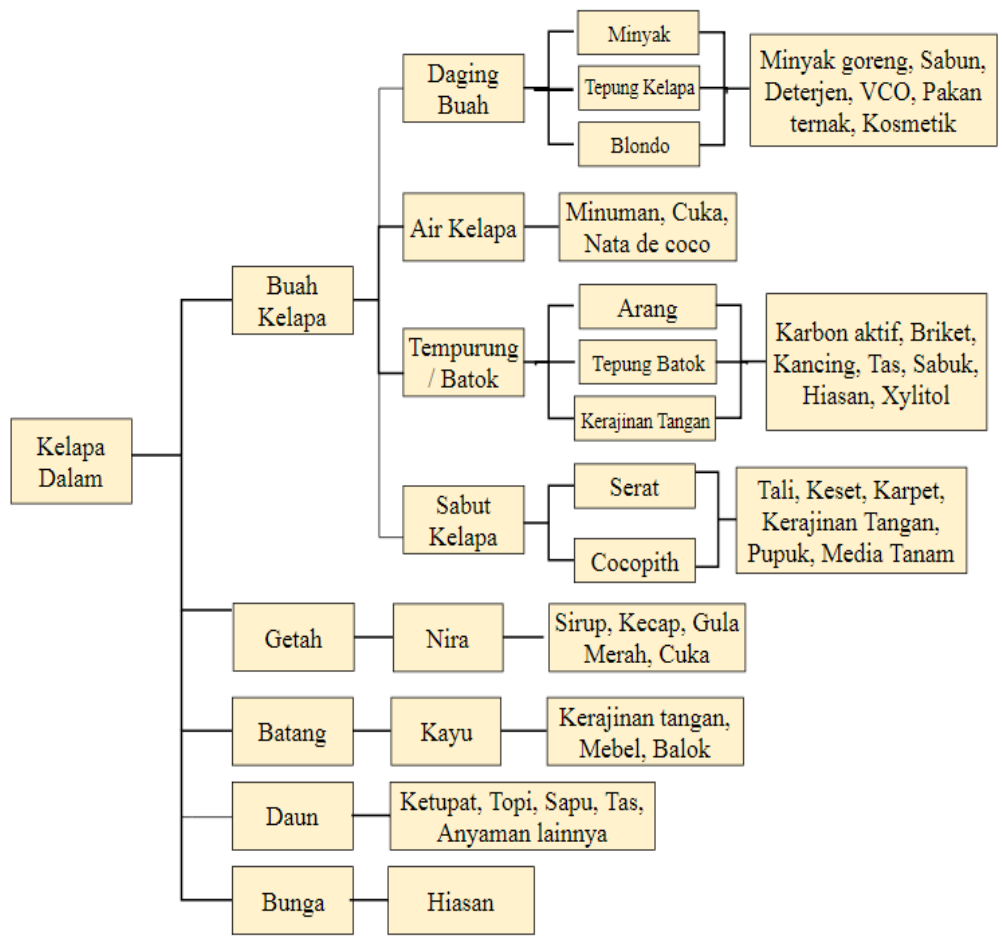 Kelapa
Dalam
Buah
Kelapa
Daging
Buah
Minyak
Tepung Kelapa
Blondo
Minyak goreng, Sabun,
Deterjen, VCO, Pakan
ternak, Kosmetik
Air Kelapa
Minuman, Cuka,
Nata de coco
Tempurung
/ Batok
Arang
Tepung Batok
Kerajinan Tangan
Karbon aktif, Briket,
Kancing, Tas, Sabuk,
Hiasan, Xylitol
Sabut
Kelapa
Serat
Cocopith
Tali, Keset, Karpet,
Kerajinan Tangan,
Pupuk, Media Tanam
Getah
Nira
Sirup, Kecap, Gula
Merah, Cuka
Batang
Kayu
Kerajinan tangan,
Mebel, Balok
Daun
Ketupat, Topi, Sapu, Tas,
Anyaman lainnya
Bunga
Hiasan